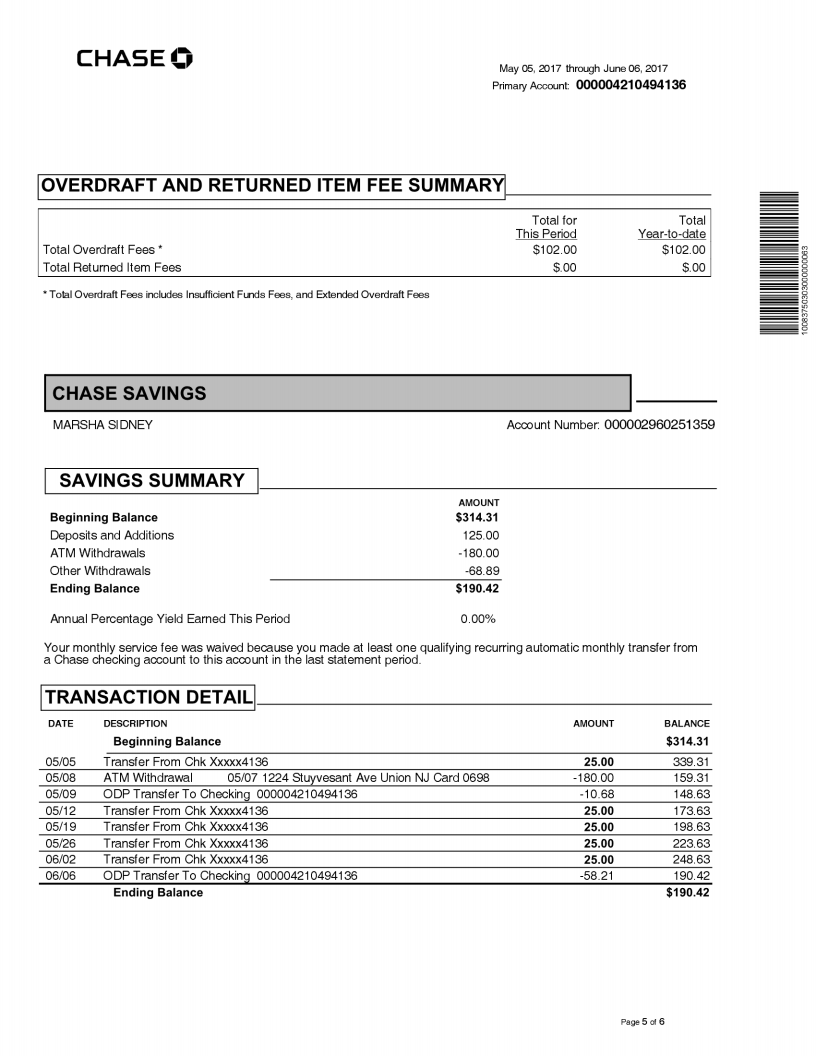 CHASE
May 05, 2017 through June 06, 2017
Primary Account: 000004210494136
OVERDRAFT AND RETURNED ITEM FEE SUMMARY
Total for Total
This Period Year-to-date
Total Overdraft Fees * $102.00 $102.00
Total Returned Item Fees $.00 $.00
* Total Overdraft Fees includes Insufficient Funds Fees, and Extended Overdraft Fees
10083750303000000063
CHASE SAVINGS
MARSHA SIDNEY Account Number: 000002960251359
SAVINGS SUMMARY
AMOUNT
Beginning Balance $314.31
Deposits and Additions 125.00
ATM Withdrawals -180.00
Other Withdrawals -68.89
Ending Balance $190.42
Annual Percentage Yield Earned This Period 0.00%
Your monthly service fee was waived because you made at least one qualifying recurring automatic monthly transfer from
a Chase checking account to this account in the last statement period.
TRANSACTION DETAIL
DATE DESCRIPTION AMOUNT BALANCE
Beginning Balance $314.31
05/05 Transfer From Chk Xxxxx4136 25.00 339.31
05/08 ATM Withdrawal 05/07 1224 Stuyvesant Ave Union NJ Card 0698 -180.00 159.31
05/09 ODP Transfer To Checking 000004210494136 -10.68 148.63
05/12 Transfer From Chk Xxxxx4136 25.00 173.63
05/19 Transfer From Chk Xxxxx4136 25.00 198.63
05/26 Transfer From Chk Xxxxx4136 25.00 223.63
06/02 Transfer From Chk Xxxxx4136 25.00 248.63
06/06 ODP Transfer To Checking 000004210494136 -58.21 190.42
Ending Balance $190.42
Page 5 of 6